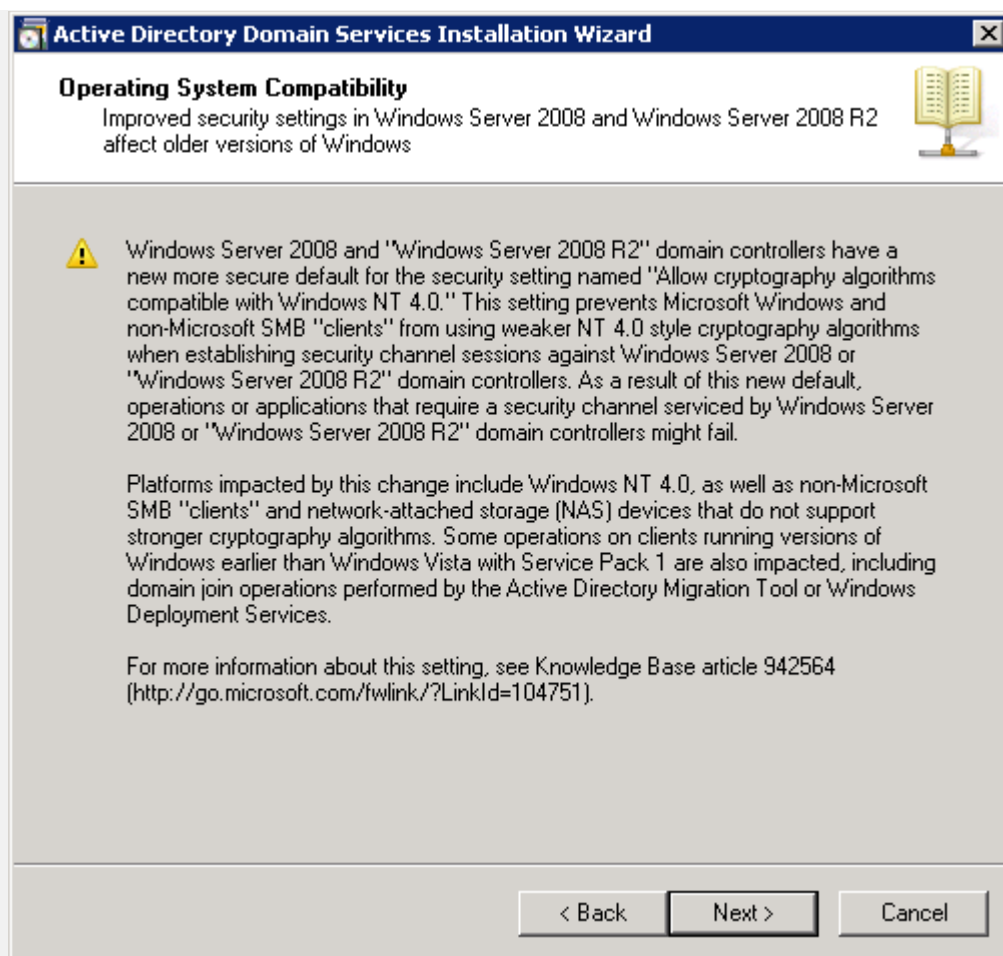 Active Directory Domain Services Installation Wizard
Operating System Compatibility
Improved security settings in Windows Server 2008 and Windows Server 2008 R2
affect older versions of Windows
Windows Server 2008 and "Windows Server 2008 R2" domain controllers have a
new more secure default for the security setting named "Allow cryptography algorithms
compatible with Windows NT 4.0." This setting prevents Microsoft Windows and
non-Microsoft SMB "clients" from using weaker NT 4.0 style cryptography algorithms
when establishing security channel sessions against Windows Server 2008 or
"Windows Server 2008 R2" domain controllers. As a result of this new default,
operations or applications that require a security channel serviced by Windows Server
2008 or "Windows Server 2008 R2" domain controllers might fail.
Platforms impacted by this change include Windows NT 4.0, as well as non-Microsoft
SMB "clients" and network-attached storage (NAS) devices that do not support
stronger cryptography algorithms. Some operations on clients running versions of
Windows earlier than Windows Vista with Service Pack 1 are also impacted, including
domain join operations performed by the Active Directory Migration Tool or Windows
Deployment Services.
For more information about this setting, see Knowledge Base article 942564
(http://go.microsoft.com/fwlink/?LinkId=104751).
< Back
Next >
Cancel